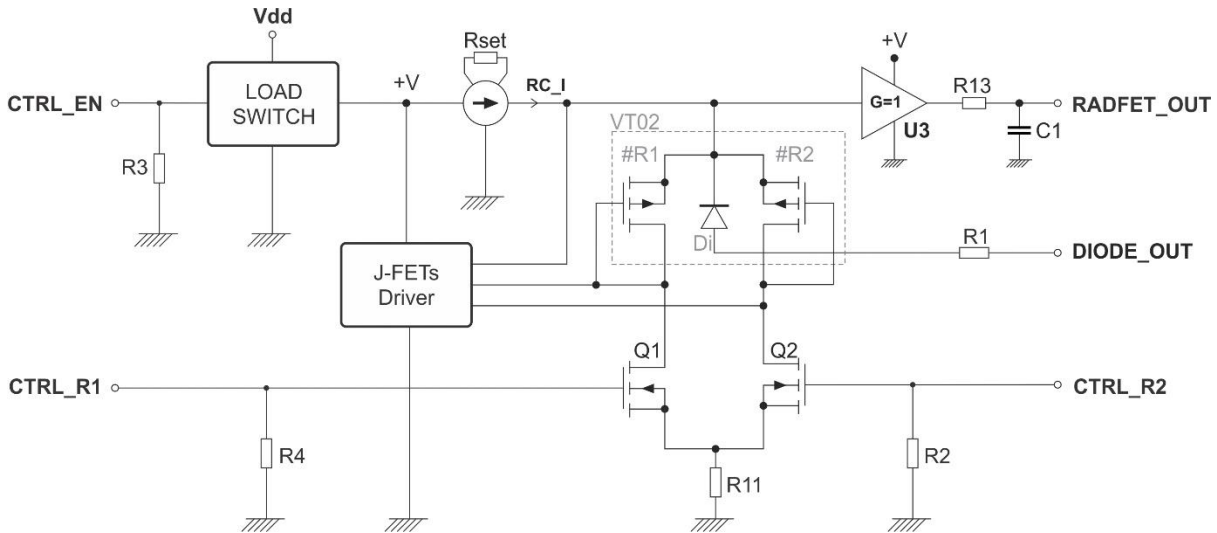 Vdd
Rset
+V
+V
RC_I
CTRL_EN
LOAD
SWITCH
G=1
R13
RADFET_OUT
U3
C1
VT02
R3
#R1
#R2
Di
R1
DIODE_OUT
J-FETs
Driver
Q1
Q2
CTRL_R1
CTRL_R2
R4
R11
R2